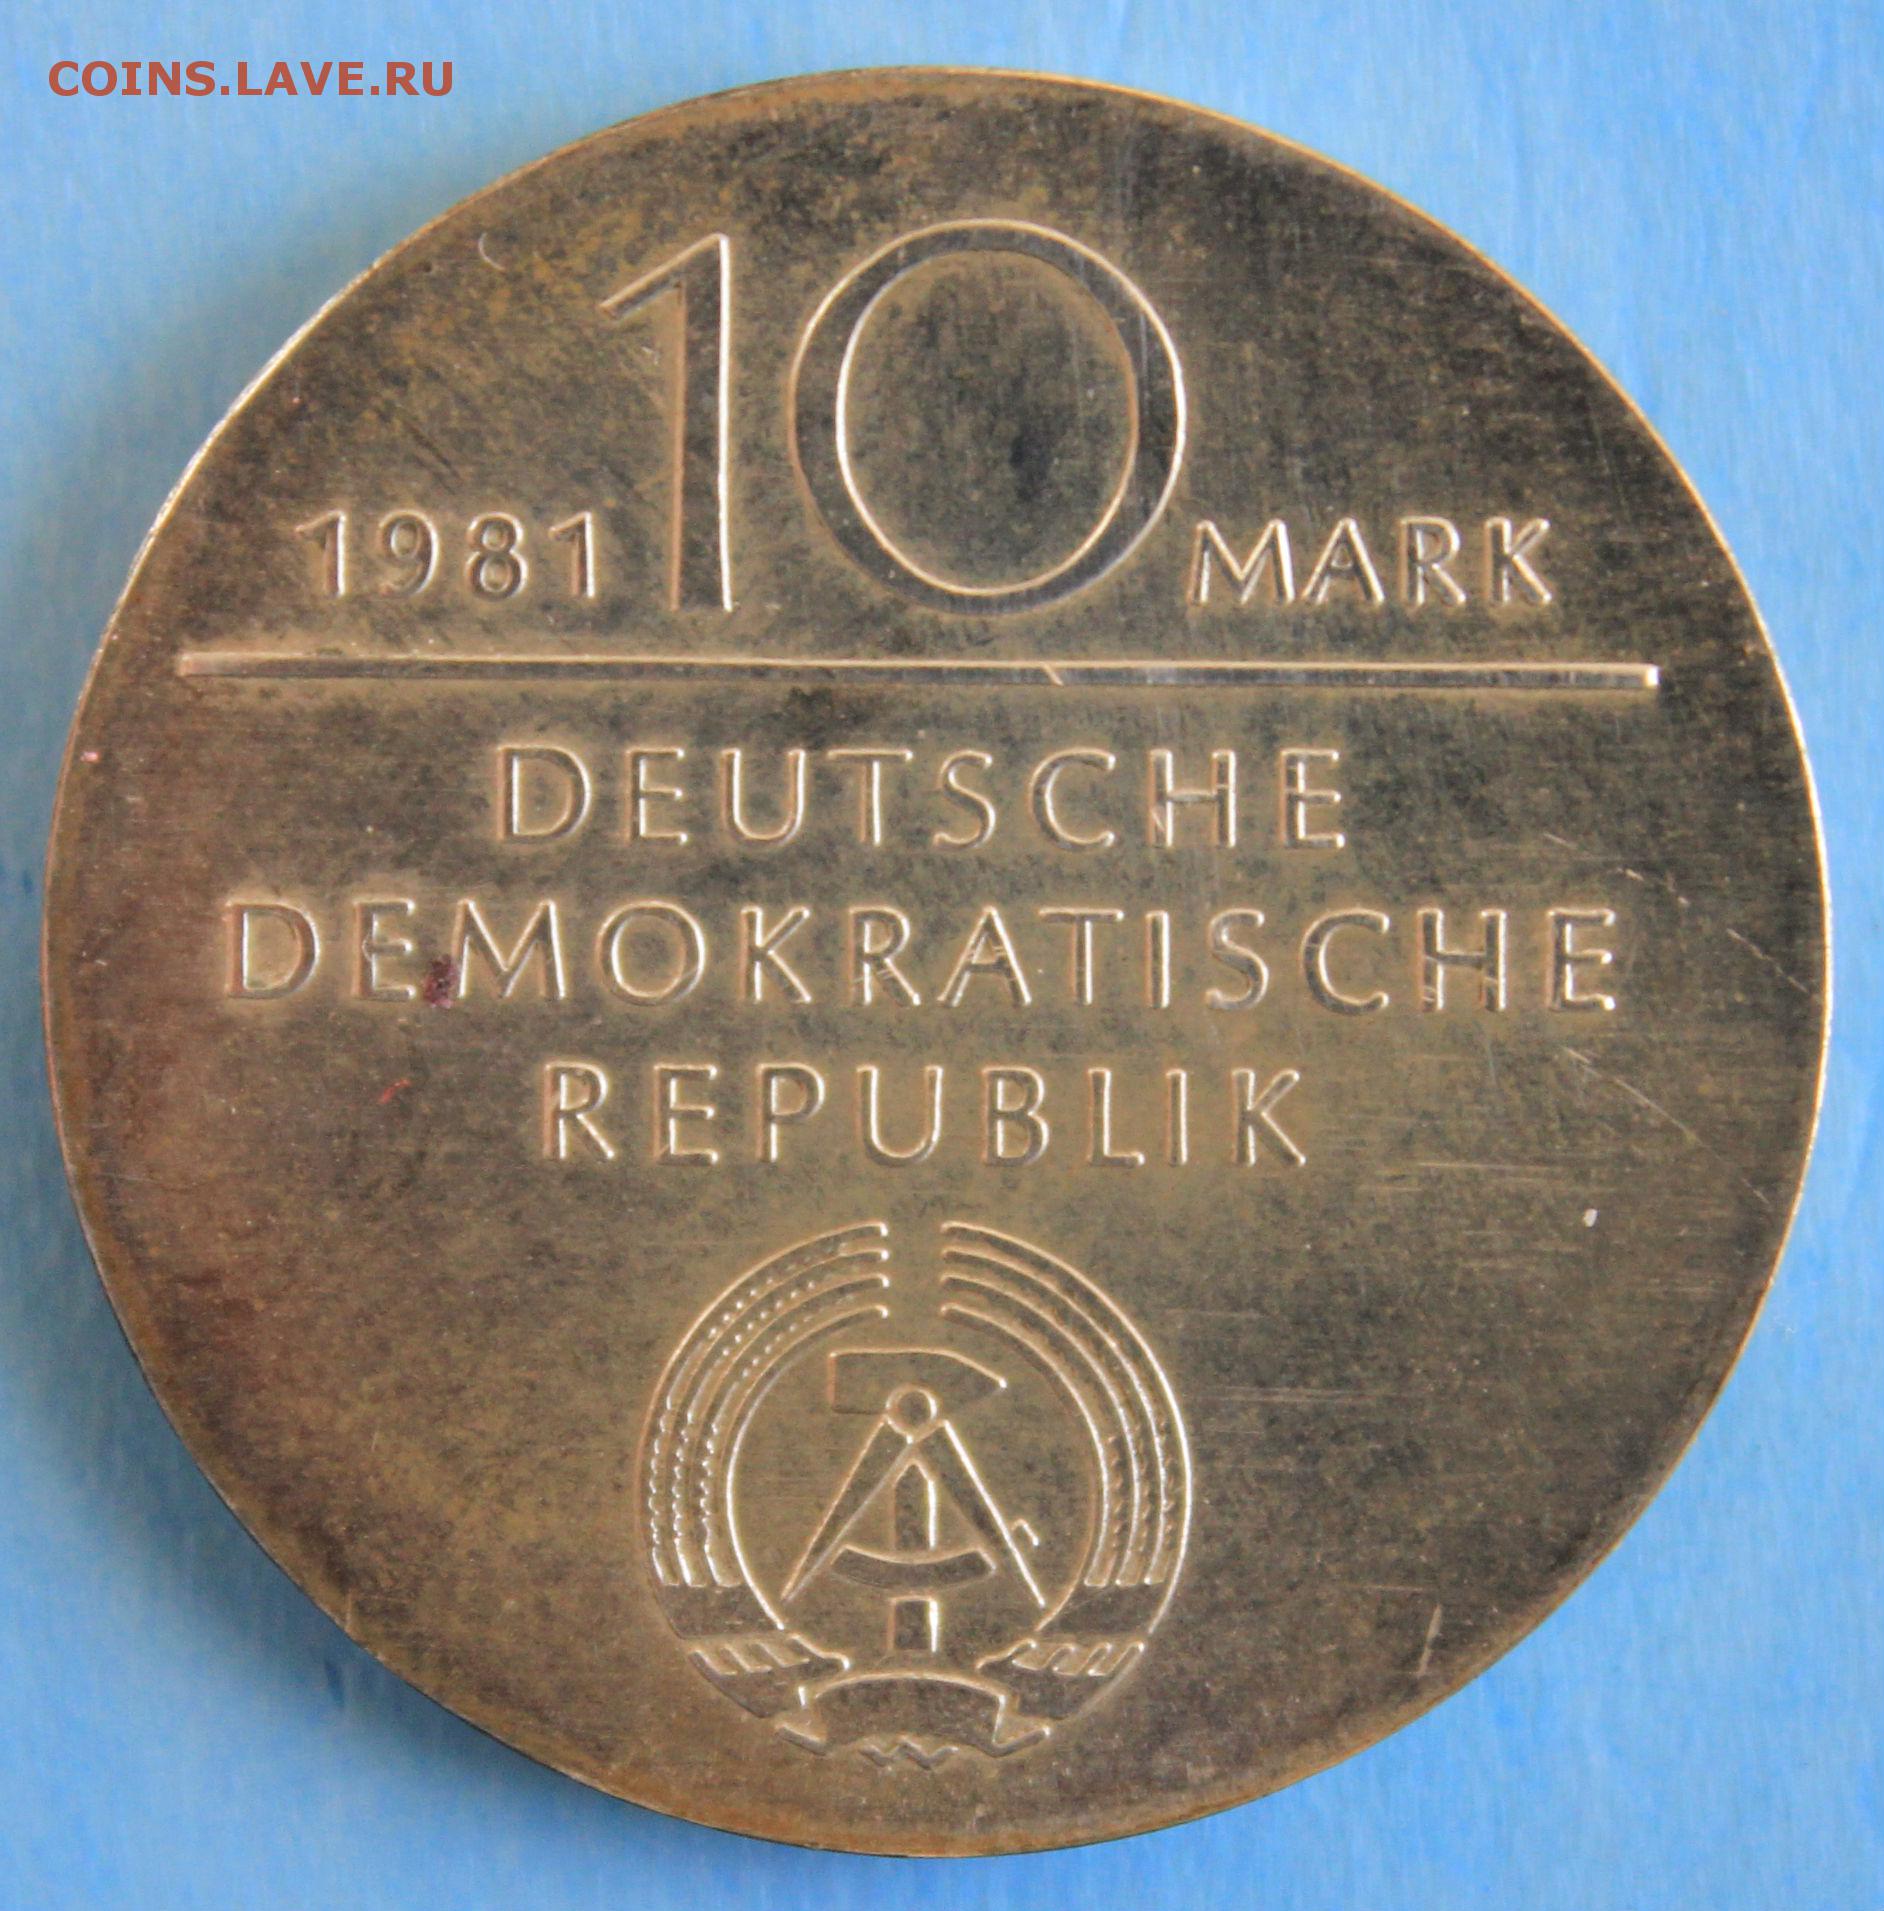 COINS.LAVE.RU
1981 10 MARK
DEUTSCHE
DEMOKRATISCHE
REPUBLIK